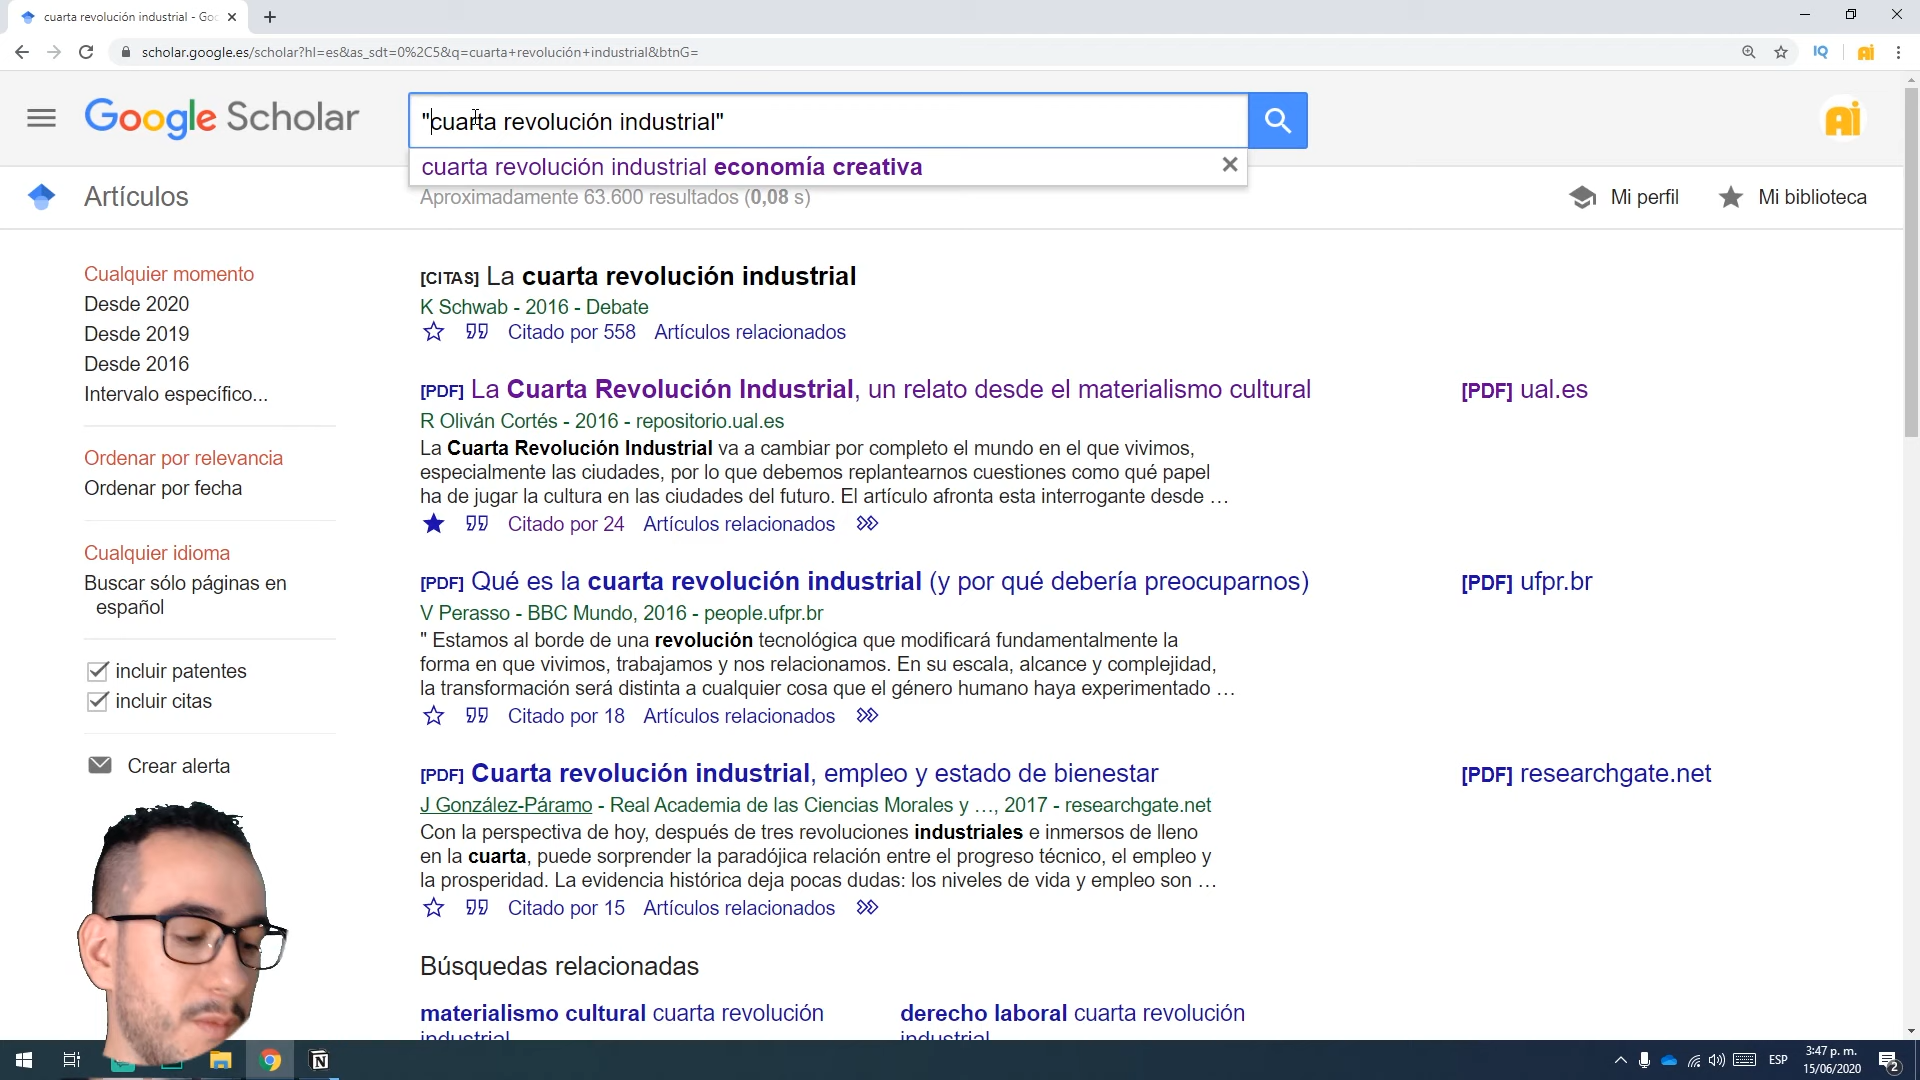 cuarta revolución industrial - Goo
scholar.google.es/scholar?hl=es&as_sdt=0%2C5&q=cuarta+revolución+industrial&btnG=
IQ
ai
Google Scholar
"cuarta revolución industrial"
ai
cuarta revolución industrial economía creativa
Artículos
Aproximadamente 63.600 resultados (0,08 s)
Mi perfil
Mi biblioteca
Cualquier momento
Desde 2020
Desde 2019
Desde 2016
Intervalo específico...
Ordenar por relevancia
Ordenar por fecha
Cualquier idioma
Buscar sólo páginas en
español
incluir patentes
incluir citas
Crear alerta
[CITAS] La cuarta revolución industrial
K Schwab - 2016 - Debate
Citado por 558 Artículos relacionados
[PDF] La Cuarta Revolución Industrial, un relato desde el materialismo cultural
[PDF] ual.es
R Oliván Cortés - 2016 - repositorio.ual.es
La Cuarta Revolución Industrial va a cambiar por completo el mundo en el que vivimos,
especialmente las ciudades, por lo que debemos replantearnos cuestiones como qué papel
ha de jugar la cultura en las ciudades del futuro. El artículo afronta esta interrogante desde …
Citado por 24 Artículos relacionados
[PDF] Qué es la cuarta revolución industrial (y por qué debería preocuparnos)
[PDF] ufpr.br
V Perasso - BBC Mundo, 2016 - people.ufpr.br
" Estamos al borde de una revolución tecnológica que modificará fundamentalmente la
forma en que vivimos, trabajamos y nos relacionamos. En su escala, alcance y complejidad,
la transformación será distinta a cualquier cosa que el género humano haya experimentado …
Citado por 18 Artículos relacionados
[PDF] Cuarta revolución industrial, empleo y estado de bienestar
[PDF] researchgate.net
J González-Páramo - Real Academia de las Ciencias Morales y …, 2017 - researchgate.net
Con la perspectiva de hoy, después de tres revoluciones industriales e inmersos de lleno
en la cuarta, puede sorprender la paradójica relación entre el progreso técnico, el empleo y
la prosperidad. La evidencia histórica deja pocas dudas: los niveles de vida y empleo son …
Citado por 15 Artículos relacionados
Búsquedas relacionadas
materialismo cultural cuarta revolución
industrial
derecho laboral cuarta revolución
industrial
ESP
3:47 p. m.
15/06/2020
2